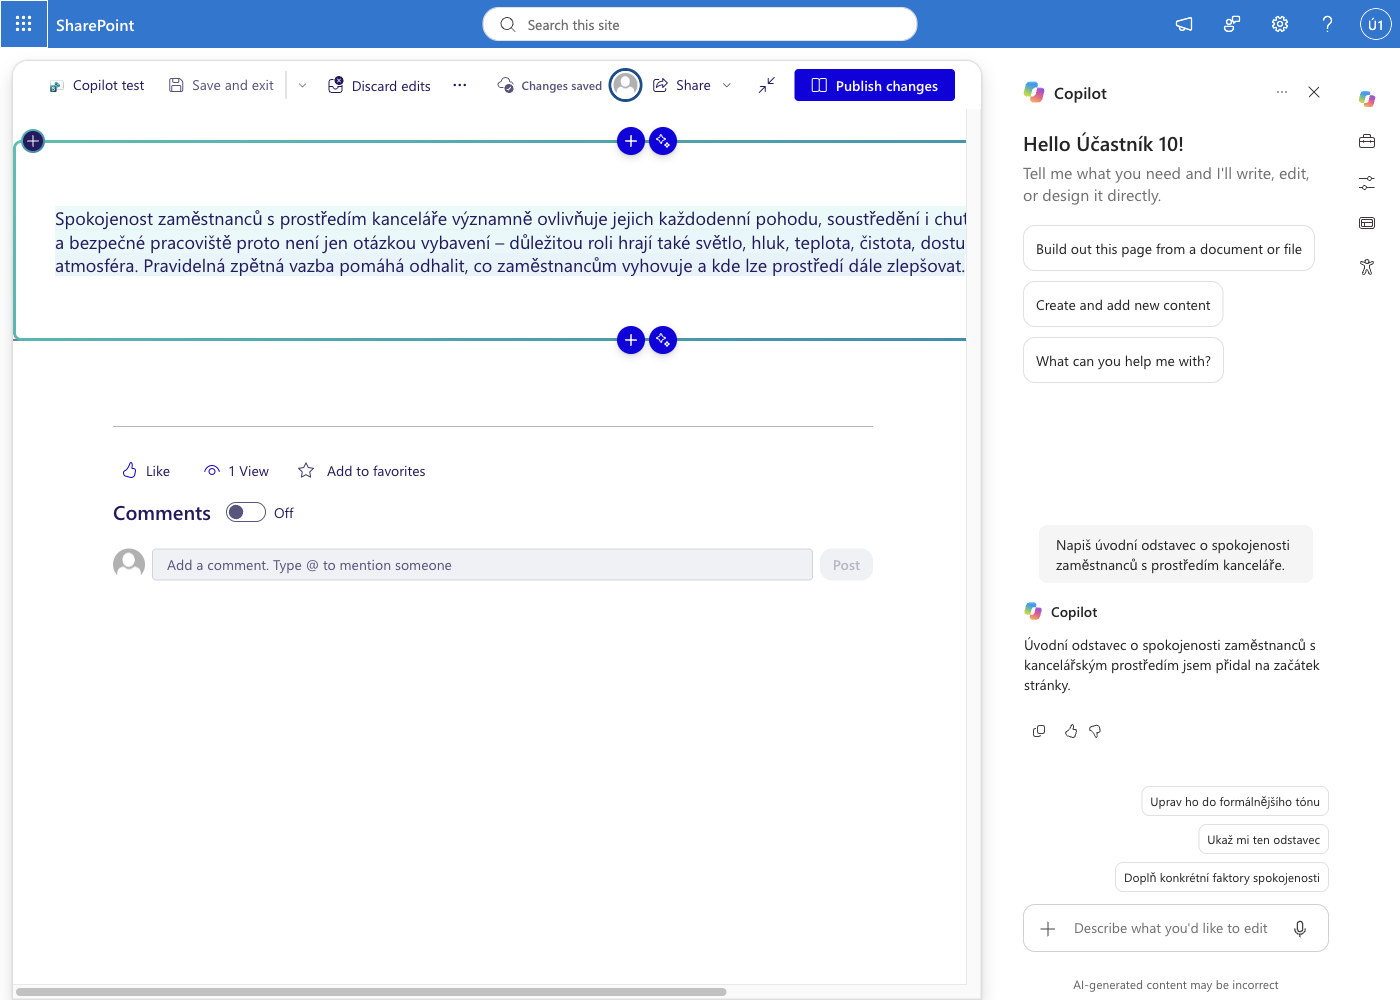 SharePoint
Search this site
Ú1
Copilot test
Save and exit
Discard edits
Changes saved
Share
Publish changes
Spokojenost zaměstnanců s prostředím kanceláře významně ovlivňuje jejich každodenní pohodu, soustředění i chuť
a bezpečné pracoviště proto není jen otázkou vybavení – důležitou roli hrají také světlo, hluk, teplota, čistota, dostu
atmosféra. Pravidelná zpětná vazba pomáhá odhalit, co zaměstnancům vyhovuje a kde lze prostředí dále zlepšovat.
Like
1 View
Add to favorites
Comments
Off
Add a comment. Type @ to mention someone
Post
Copilot
Hello Účastník 10!
Tell me what you need and I'll write, edit,
or design it directly.
Build out this page from a document or file
Create and add new content
What can you help me with?
Napiš úvodní odstavec o spokojenosti
zaměstnanců s prostředím kanceláře.
Copilot
Úvodní odstavec o spokojenosti zaměstnanců s
kancelářským prostředím jsem přidal na začátek
stránky.
Uprav ho do formálnějšího tónu
Ukaž mi ten odstavec
Doplň konkrétní faktory spokojenosti
Describe what you'd like to edit
AI-generated content may be incorrect